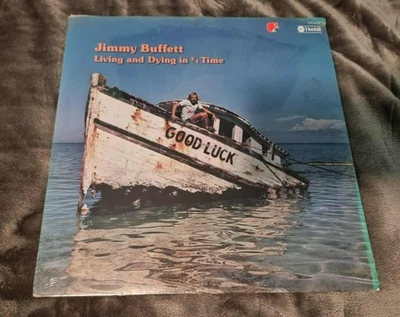 Jimmy Buffett
Living and Dying in 3/4 Time
GOOD LUCK